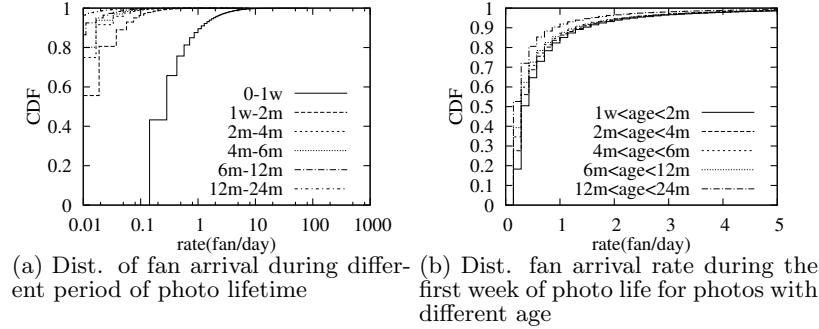 1
0.8
0.6
0.4
0.2
0
CDF
0.01 0.1 1 10 100 1000
rate(fan/day)
0-1w
1w-2m
2m-4m
4m-6m
6m-12m
12m-24m
(a) Dist. of fan arrival during differ-
ent period of photo lifetime
1
0.9
0.8
0.7
0.6
0.5
0.4
0.3
0.2
0.1
0
CDF
0 1 2 3 4 5
rate(fan/day)
1w<age<2m
2m<age<4m
4m<age<6m
6m<age<12m
12m<age<24m
(b) Dist. fan arrival rate during the
first week of photo life for photos with
different age